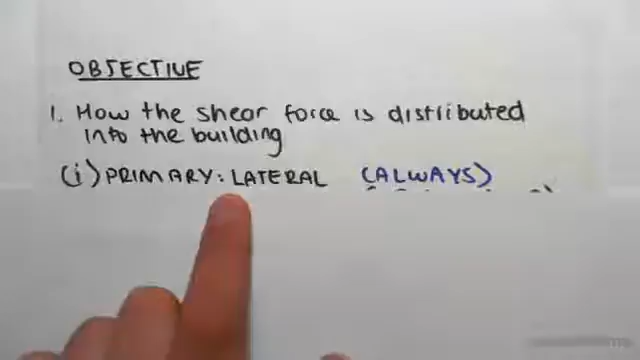 OBJECTIVE
1. How the shear force is distributed
into the building
(i) PRIMARY: LATERAL (ALWAYS)